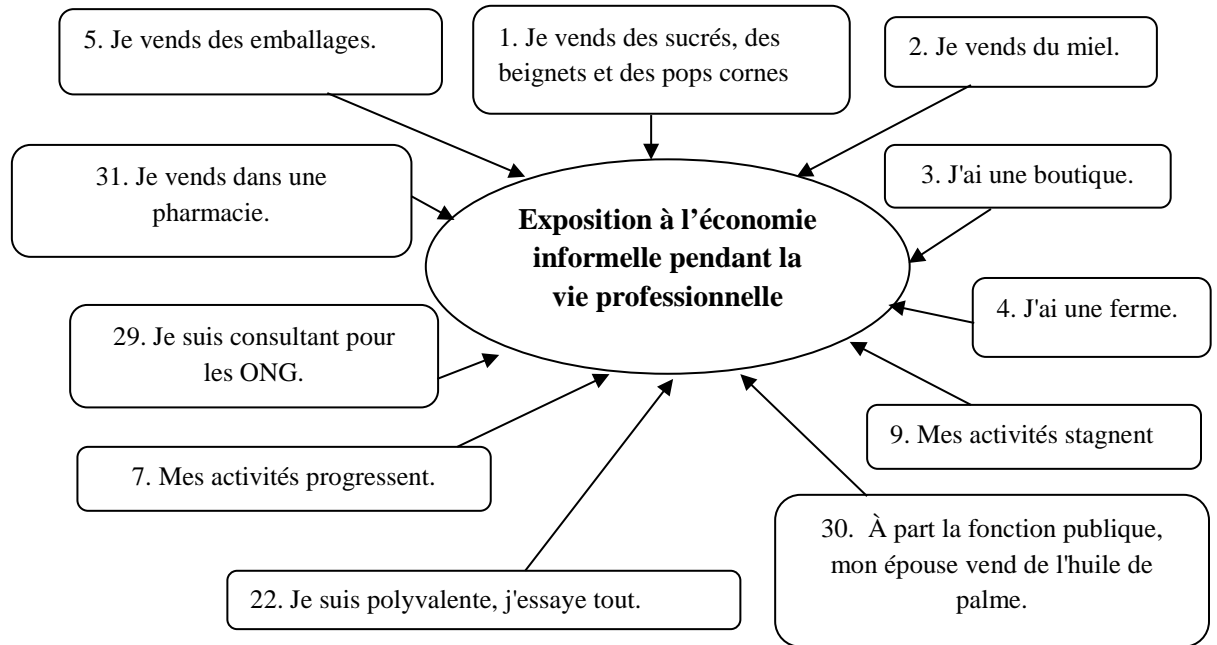 5. Je vends des emballages.
1. Je vends des sucrés, des
beignets et des pops cornes
2. Je vends du miel.
31. Je vends dans une
pharmacie.
Exposition à l’économie
informelle pendant la
vie professionnelle
3. J'ai une boutique.
29. Je suis consultant pour
les ONG.
4. J'ai une ferme.
7. Mes activités progressent.
9. Mes activités stagnent
22. Je suis polyvalente, j'essaye tout.
30. À part la fonction publique,
mon épouse vend de l'huile de
palme.